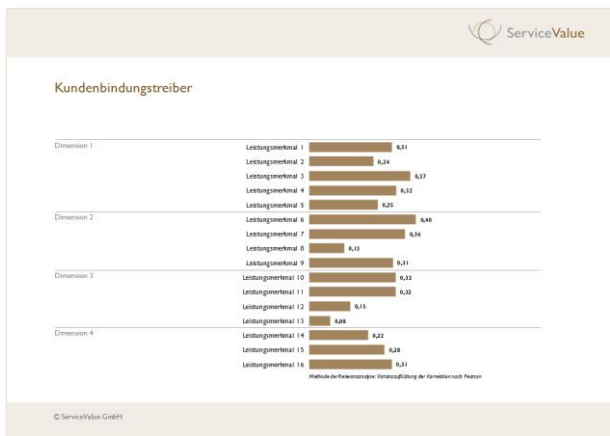 ServiceValue
Kundenbindungstreiber
Dimension 1
Leistungsmerkmal 1 0,31
Leistungsmerkmal 2 0,24
Leistungsmerkmal 3 0,37
Leistungsmerkmal 4 0,32
Leistungsmerkmal 5 0,25
Dimension 2
Leistungsmerkmal 6 0,40
Leistungsmerkmal 7 0,36
Leistungsmerkmal 8 0,13
Leistungsmerkmal 9 0,31
Dimension 3
Leistungsmerkmal 10 0,32
Leistungsmerkmal 11 0,32
Leistungsmerkmal 12 0,15
Leistungsmerkmal 13 0,08
Dimension 4
Leistungsmerkmal 14 0,22
Leistungsmerkmal 15 0,28
Leistungsmerkmal 16 0,31
Methode der Relevanzanalyse: Varianzaufklärung der Korrelation nach Pearson
© ServiceValue GmbH